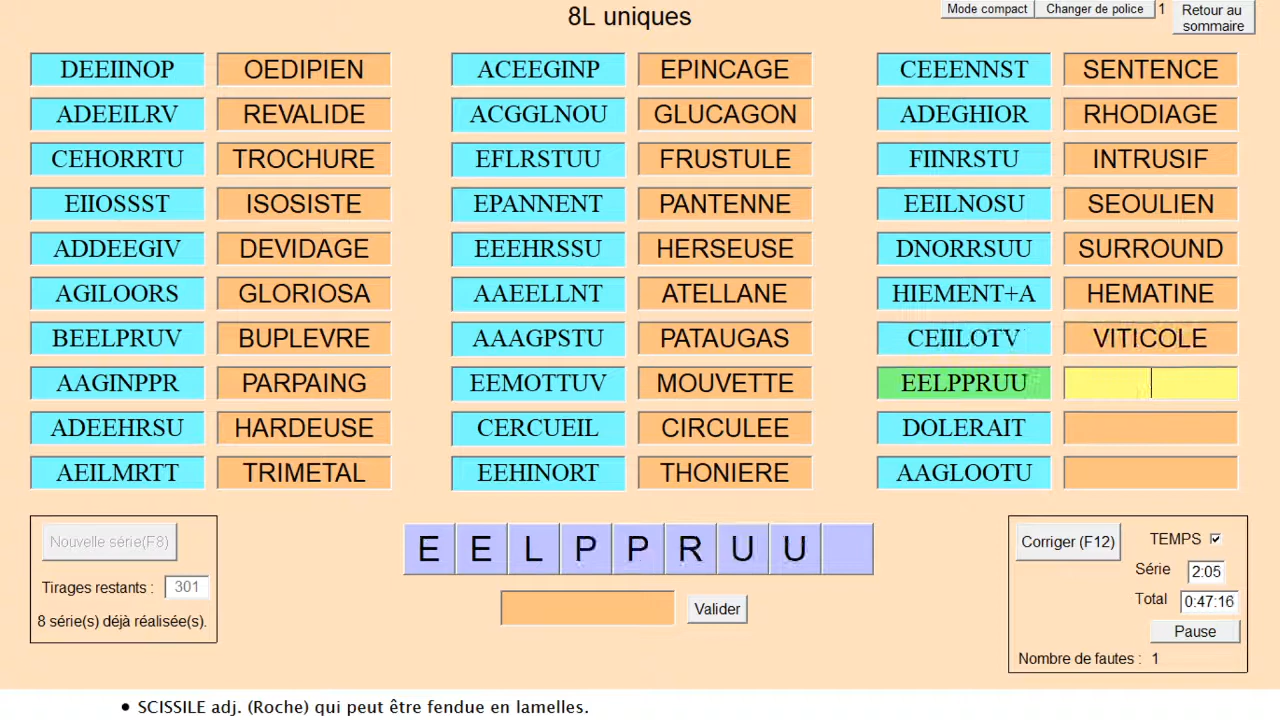 8L uniques
Mode compact Changer de police 1 Retour au sommaire
DEEIINOP OEDIPIEN ACEEGINP EPINCAGE CEEENNST SENTENCE
ADEEILRV REVALIDE ACGGLNOU GLUCAGON ADEGHIOR RHODIAGE
CEHORRTU TROCHURE EFLRSTUU FRUSTULE FIINRSTU INTRUSIF
EIIOSSST ISOSISTE EPANNENT PANTENNE EEILNOSU SEOULIEN
ADDEEGIV DEVIDAGE EEEHRSSU HERSEUSE DNORRSUU SURROUND
AGILOORS GLORIOSA AAEELLNT ATELLANE HIEMENT+A HEMATINE
BEELPRUV BUPLEVRE AAAGPSTU PATAUGAS CEIILOTV VITICOLE
AAGINPPR PARPAING EEMOTTUV MOUVETTE EELPPRUU
ADEEHRSU HARDEUSE CERCUEIL CIRCULEE DOLERAIT
AEILMRTT TRIMETAL EEHINORT THONIERE AAGLOOTU
Nouvelle série(F8)
Tirages restants : 301
8 série(s) déjà réalisée(s).
E E L P P R U U
Valider
Corriger (F12) TEMPS
Série 2:05
Total 0:47:16
Pause
Nombre de fautes : 1
• SCISSILE adj. (Roche) qui peut être fendue en lamelles.